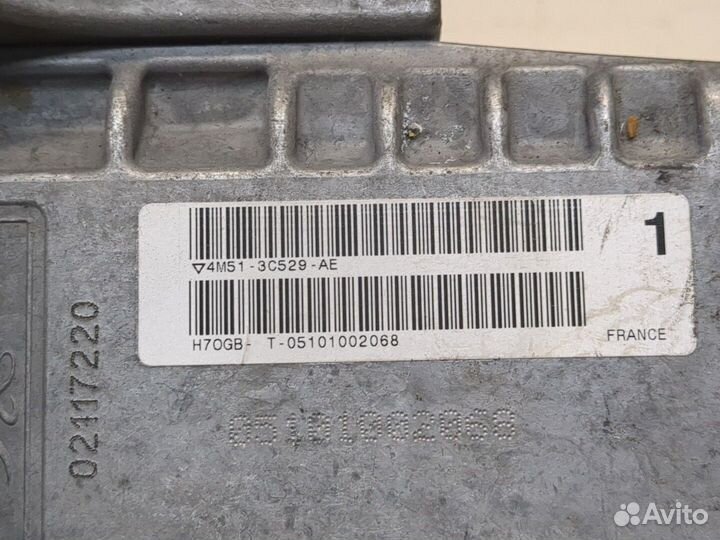 1
▽4M51-3C529-AE
H7OGB- T-05101002068
FRANCE
02117220
05101002068
Avito